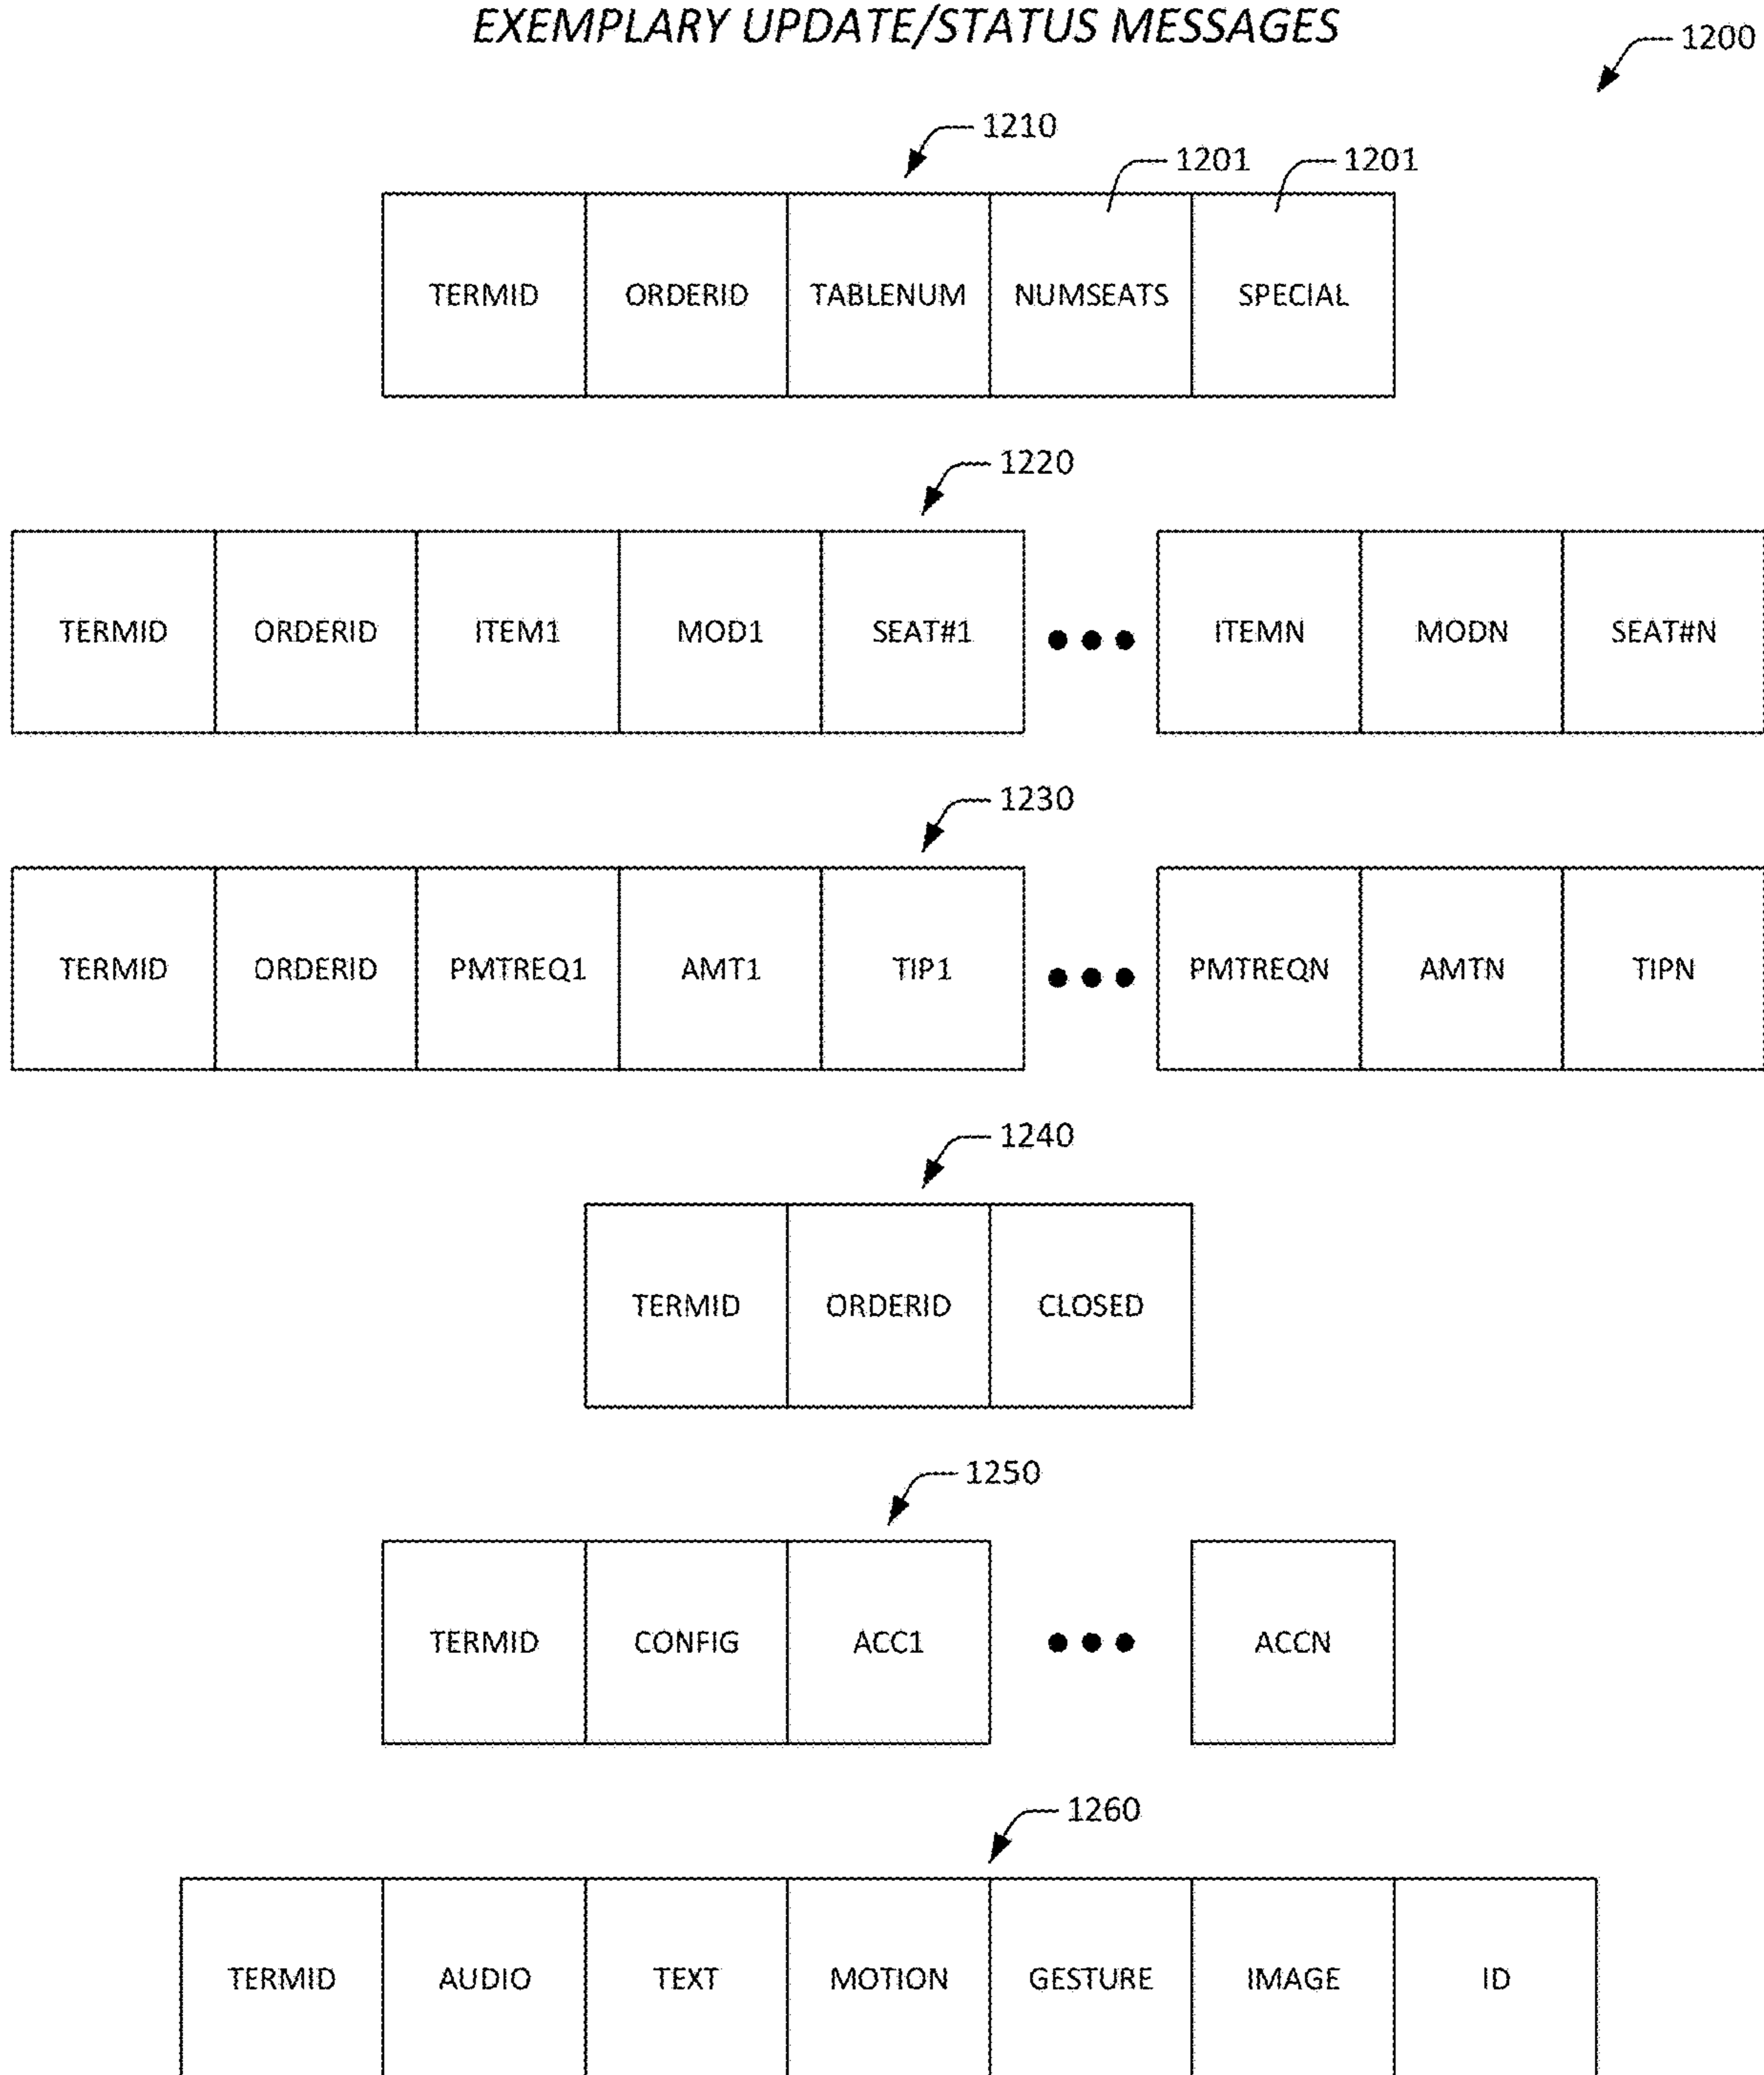 EXEMPLARY UPDATE/STATUS MESSAGES
1200
1210
1201 1201
TERMID ORDERID TABLENUM NUMSEATS SPECIAL
1220
TERMID ORDERID ITEM1 MOD1 SEAT#1 ••• ITEMN MODN SEAT#N
1230
TERMID ORDERID PMTREQ1 AMT1 TIP1 ••• PMTREQN AMTN TIPN
1240
TERMID ORDERID CLOSED
1250
TERMID CONFIG ACC1 ••• ACCN
1260
TERMID AUDIO TEXT MOTION GESTURE IMAGE ID